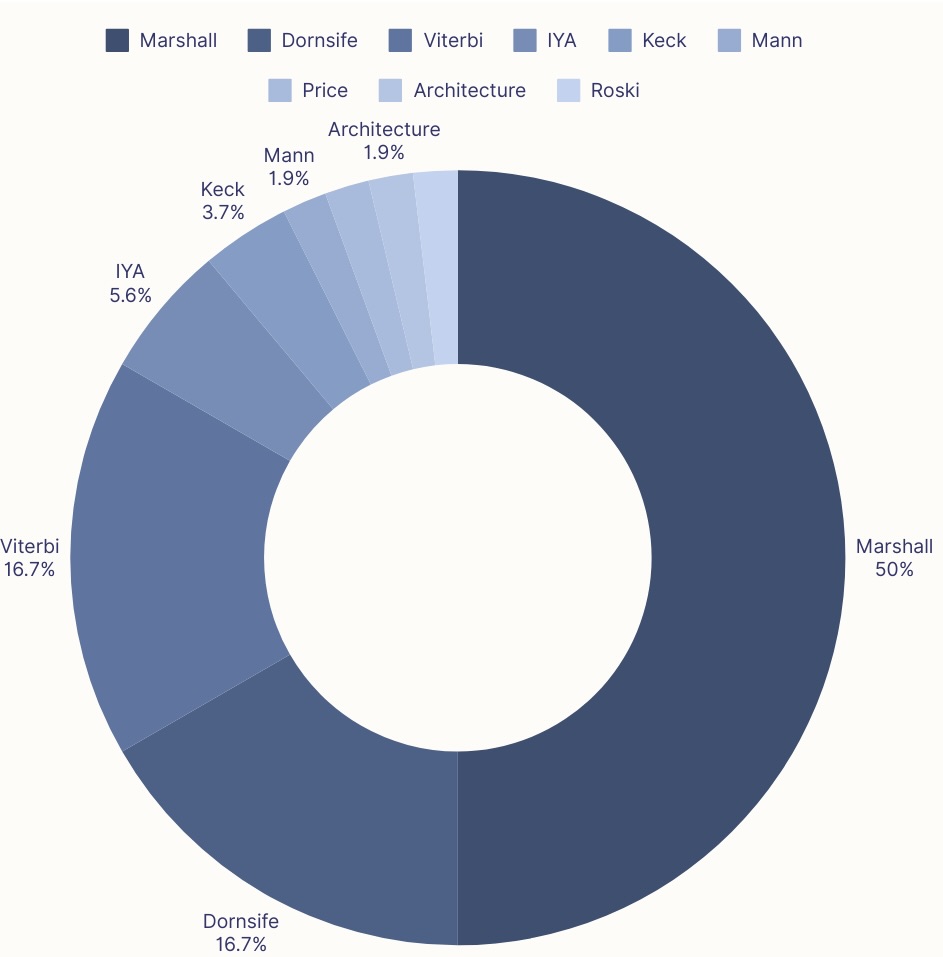 Marshall Dornsife Viterbi IYA Keck Mann
Price Architecture Roski
Architecture
1.9%
Mann
1.9%
Keck
3.7%
IYA
5.6%
Viterbi
16.7%
Marshall
50%
Dornsife
16.7%